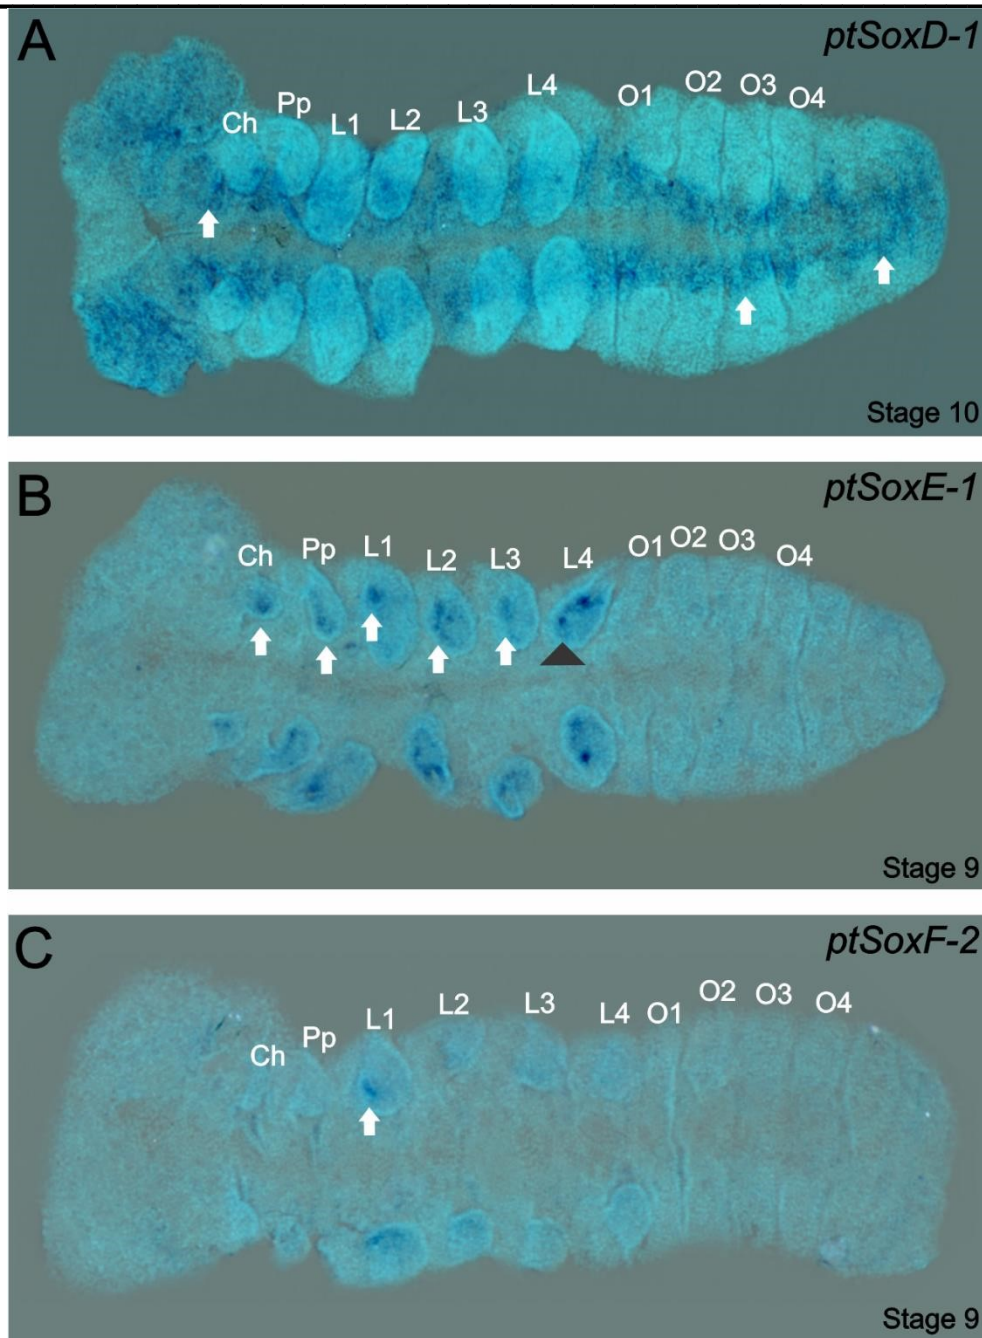 A
ptSoxD-1
Ch Pp L1 L2 L3 L4 O1 O2 O3 O4
Stage 10
B
ptSoxE-1
Ch Pp L1 L2 L3 L4 O1 O2 O3 O4
Stage 9
C
ptSoxF-2
Ch Pp L1 L2 L3 L4 O1 O2 O3 O4
Stage 9